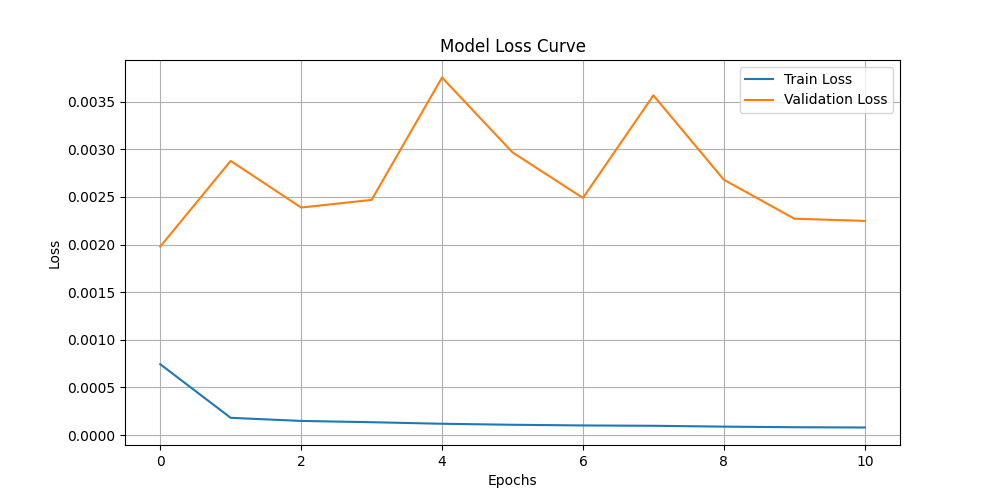 Model Loss Curve
Train Loss
Validation Loss
0.0035
0.0030
0.0025
0.0020
0.0015
0.0010
0.0005
0.0000
Loss
0 2 4 6 8 10
Epochs